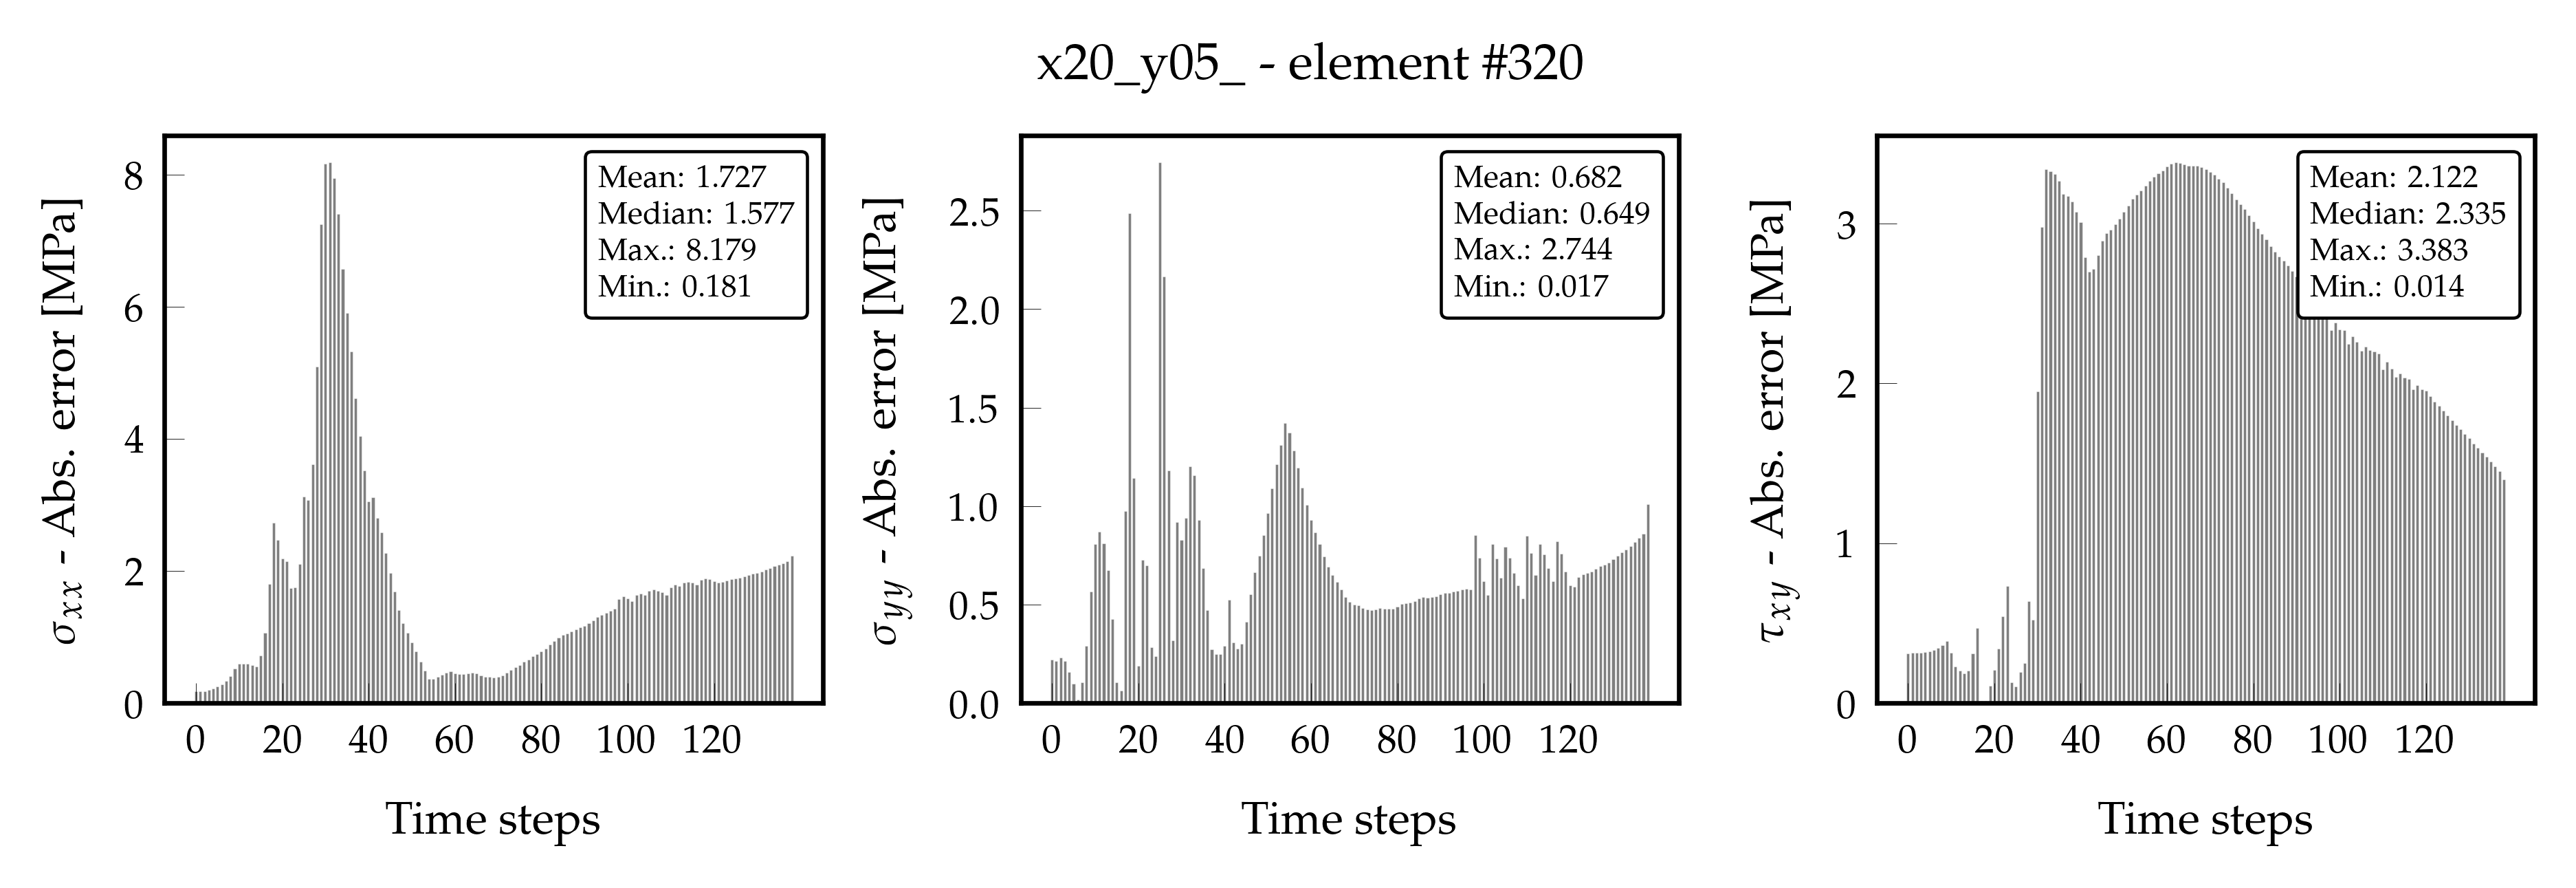 x20_y05_ - element #320
σxx - Abs. error [MPa]
8
6
4
2
0
0 20 40 60 80 100 120
Time steps
Mean: 1.727
Median: 1.577
Max.: 8.179
Min.: 0.181
σyy - Abs. error [MPa]
2.5
2.0
1.5
1.0
0.5
0.0
0 20 40 60 80 100 120
Time steps
Mean: 0.682
Median: 0.649
Max.: 2.744
Min.: 0.017
τxy - Abs. error [MPa]
3
2
1
0
0 20 40 60 80 100 120
Time steps
Mean: 2.122
Median: 2.335
Max.: 3.383
Min.: 0.014